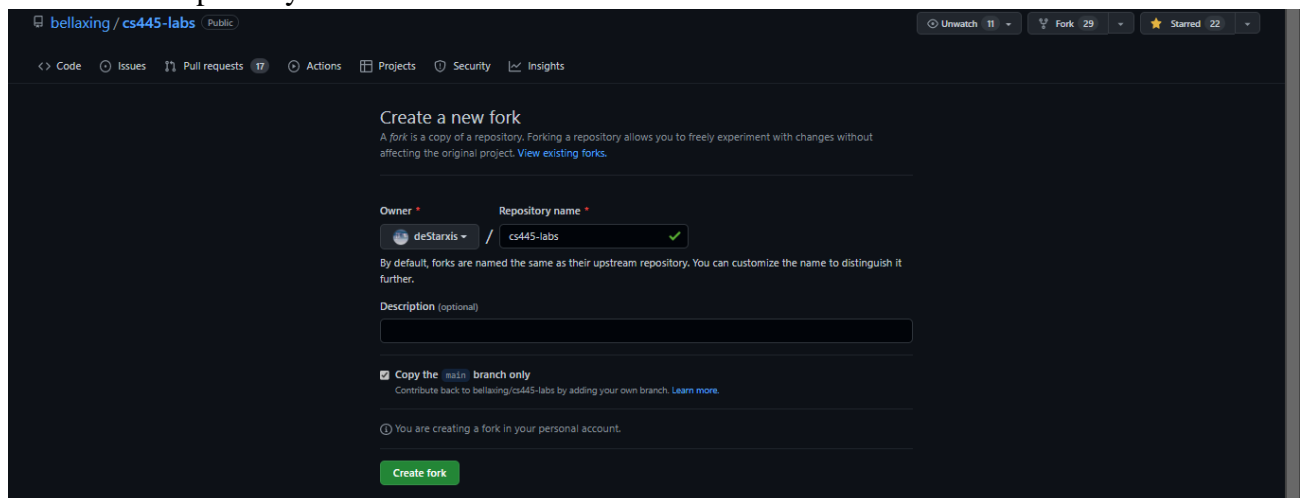 bellaxing / cs445-labs Public
Unwatch 11 Fork 29 Starred 22
Code Issues Pull requests 17 Actions Projects Security Insights
Create a new fork
A fork is a copy of a repository. Forking a repository allows you to freely experiment with changes without
affecting the original project. View existing forks.
Owner * Repository name *
deStarxis / cs445-labs
By default, forks are named the same as their upstream repository. You can customize the name to distinguish it
further.
Description (optional)
Copy the main branch only
Contribute back to bellaxing/cs445-labs by adding your own branch. Learn more.
You are creating a fork in your personal account.
Create fork